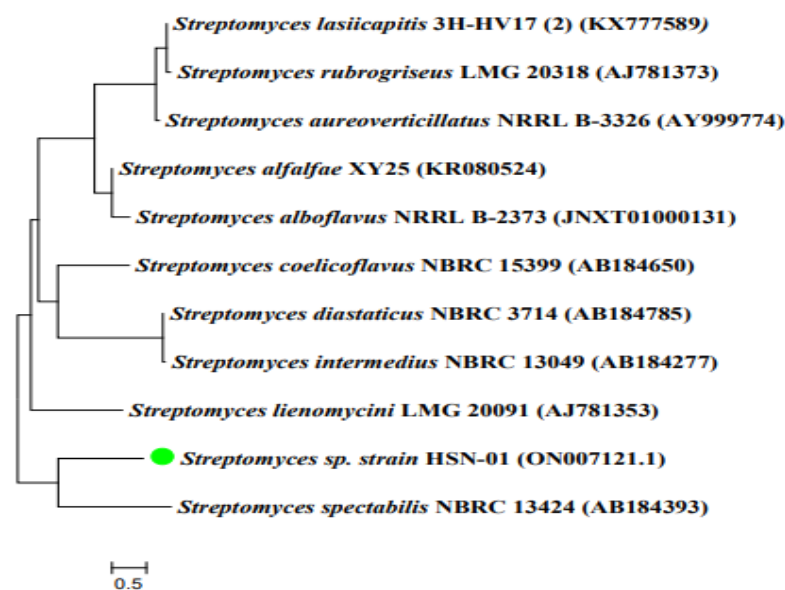 Streptomyces lasiicapitis 3H-HV17 (2) (KX777589)
Streptomyces rubrogriseus LMG 20318 (AJ781373)
Streptomyces aureoverticillatus NRRL B-3326 (AY999774)
Streptomyces alfalfae XY25 (KR080524)
Streptomyces alboflavus NRRL B-2373 (JNXT01000131)
Streptomyces coelicoflavus NBRC 15399 (AB184650)
Streptomyces diastaticus NBRC 3714 (AB184785)
Streptomyces intermedius NBRC 13049 (AB184277)
Streptomyces lienomycini LMG 20091 (AJ781353)
Streptomyces sp. strain HSN-01 (ON007121.1)
Streptomyces spectabilis NBRC 13424 (AB184393)
0.5